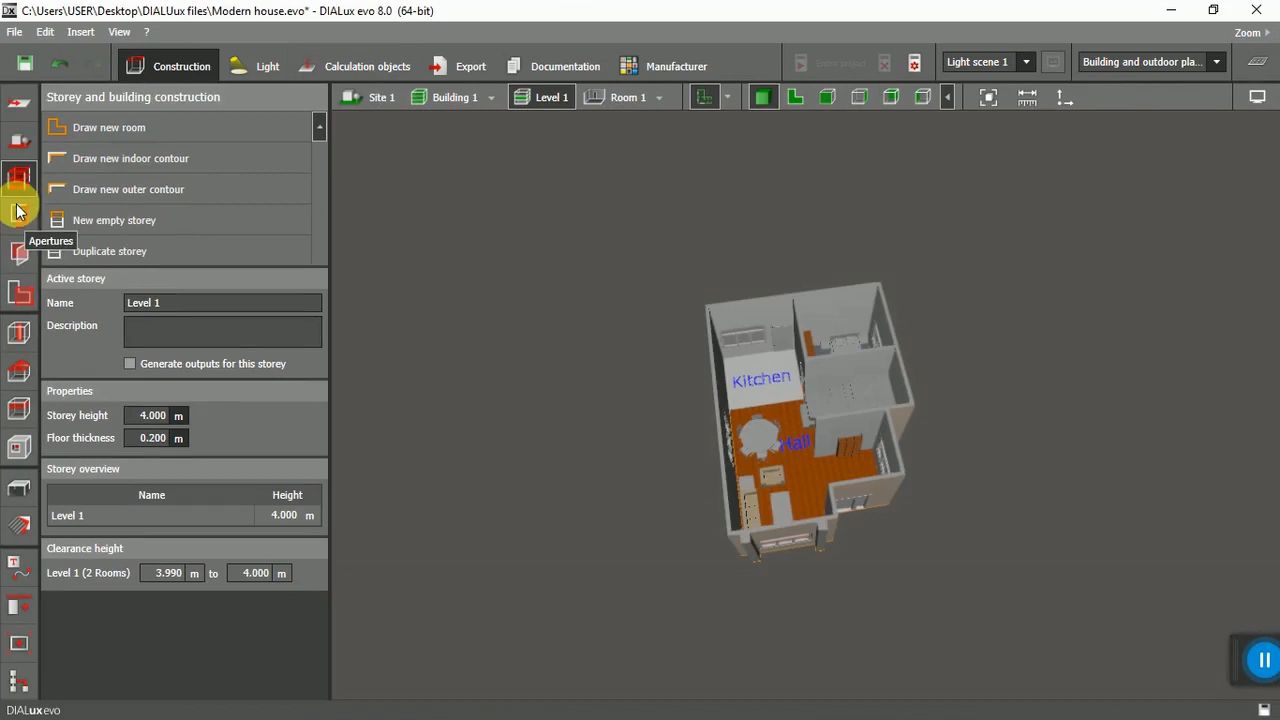 Dx C:\Users\USER\Desktop\DIALUux files\Modern house.evo* - DIALux evo 8.0 (64-bit)
File Edit Insert View ? Zoom
Construction Light Calculation objects Export Documentation Manufacturer Entire project Light scene 1 Building and outdoor pla...
Storey and building construction Site 1 Building 1 Level 1 Room 1
Draw new room
Draw new indoor contour
Draw new outer contour
New empty storey
Apertures
Duplicate storey
Active storey
Name Level 1
Description
Generate outputs for this storey
Properties
Storey height 4.000 m
Floor thickness 0.200 m
Storey overview
Name Height
Level 1 4.000 m
Clearance height
Level 1 (2 Rooms) 3.990 m to 4.000 m
Kitchen
Hall
DIALux evo